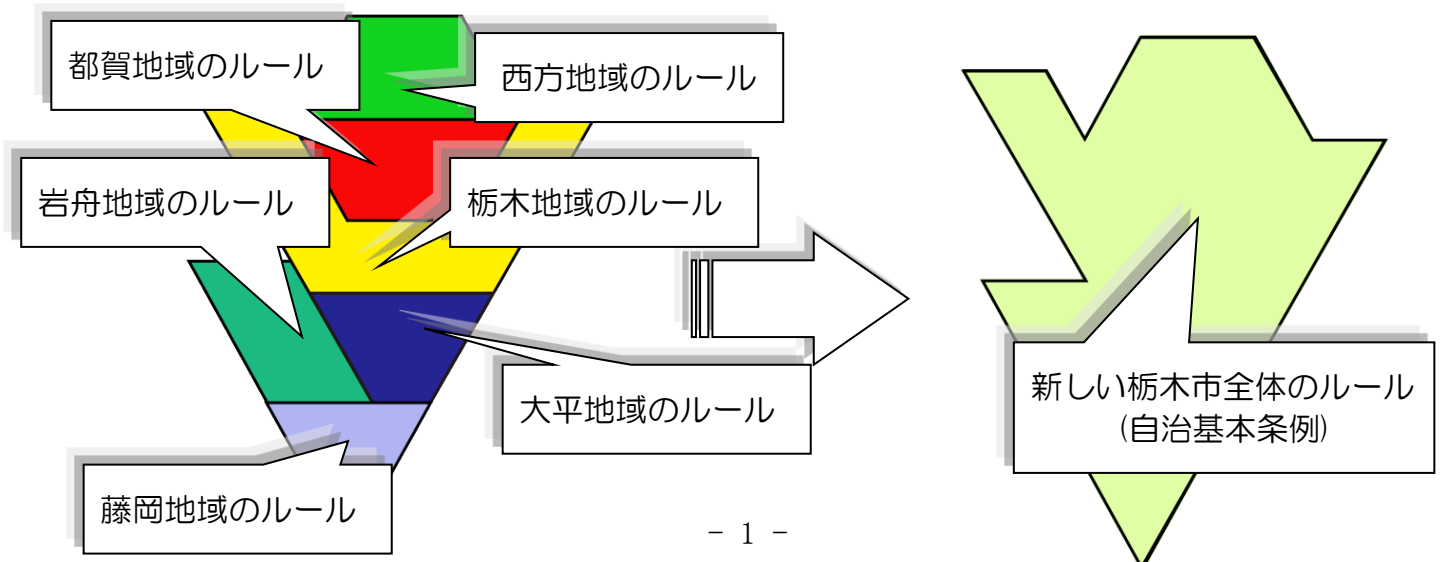 都賀地域のルール
西方地域のルール
岩舟地域のルール
栃木地域のルール
大平地域のルール
藤岡地域のルール
新しい栃木市全体のルール
(自治基本条例)
- 1 -